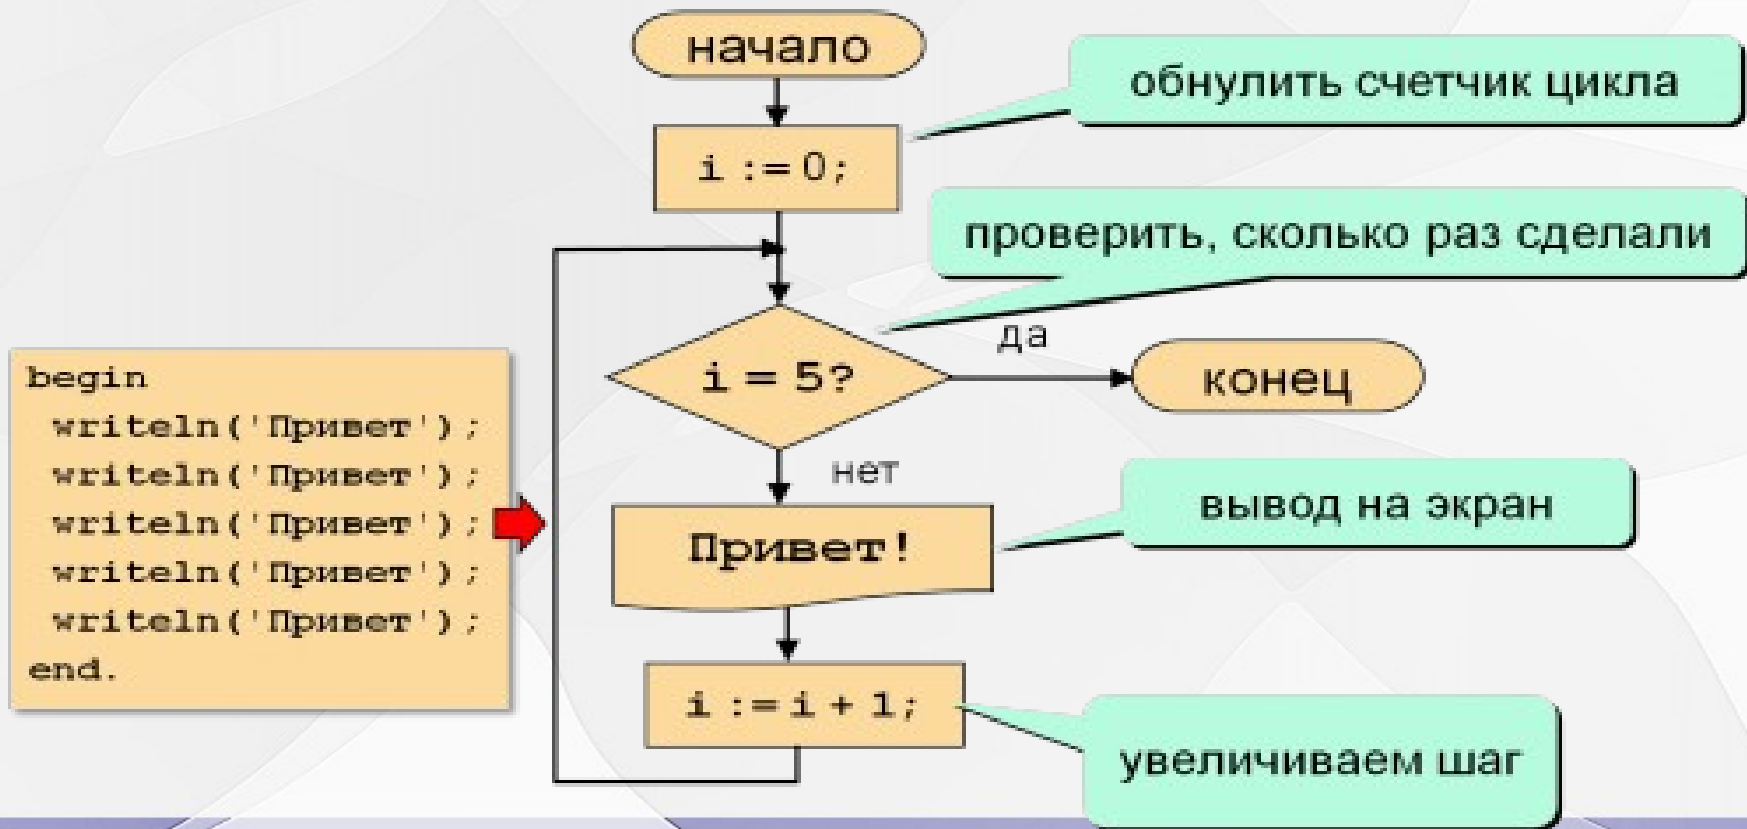 начало
обнулить счетчик цикла
i := 0;
проверить, сколько раз сделали
i = 5?
да
конец
нет
begin
writeln('Привет');
writeln('Привет');
writeln('Привет');
writeln('Привет');
writeln('Привет');
end.
Привет!
вывод на экран
i := i + 1;
увеличиваем шаг